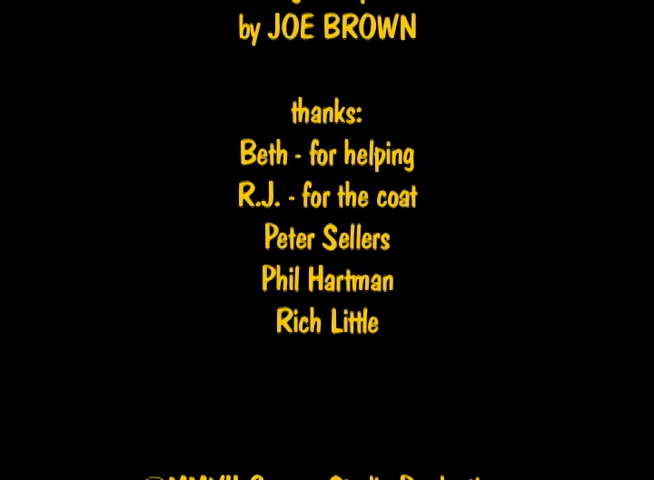 by JOE BROWN
thanks:
Beth - for helping
R.J. - for the coat
Peter Sellers
Phil Hartman
Rich Little